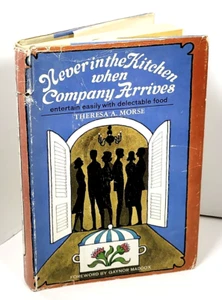 Never in the Kitchen
when
Company Arrives
entertain easily with delectable food
THERESA A. MORSE
FOREWORD BY GAYNOR MADDOX